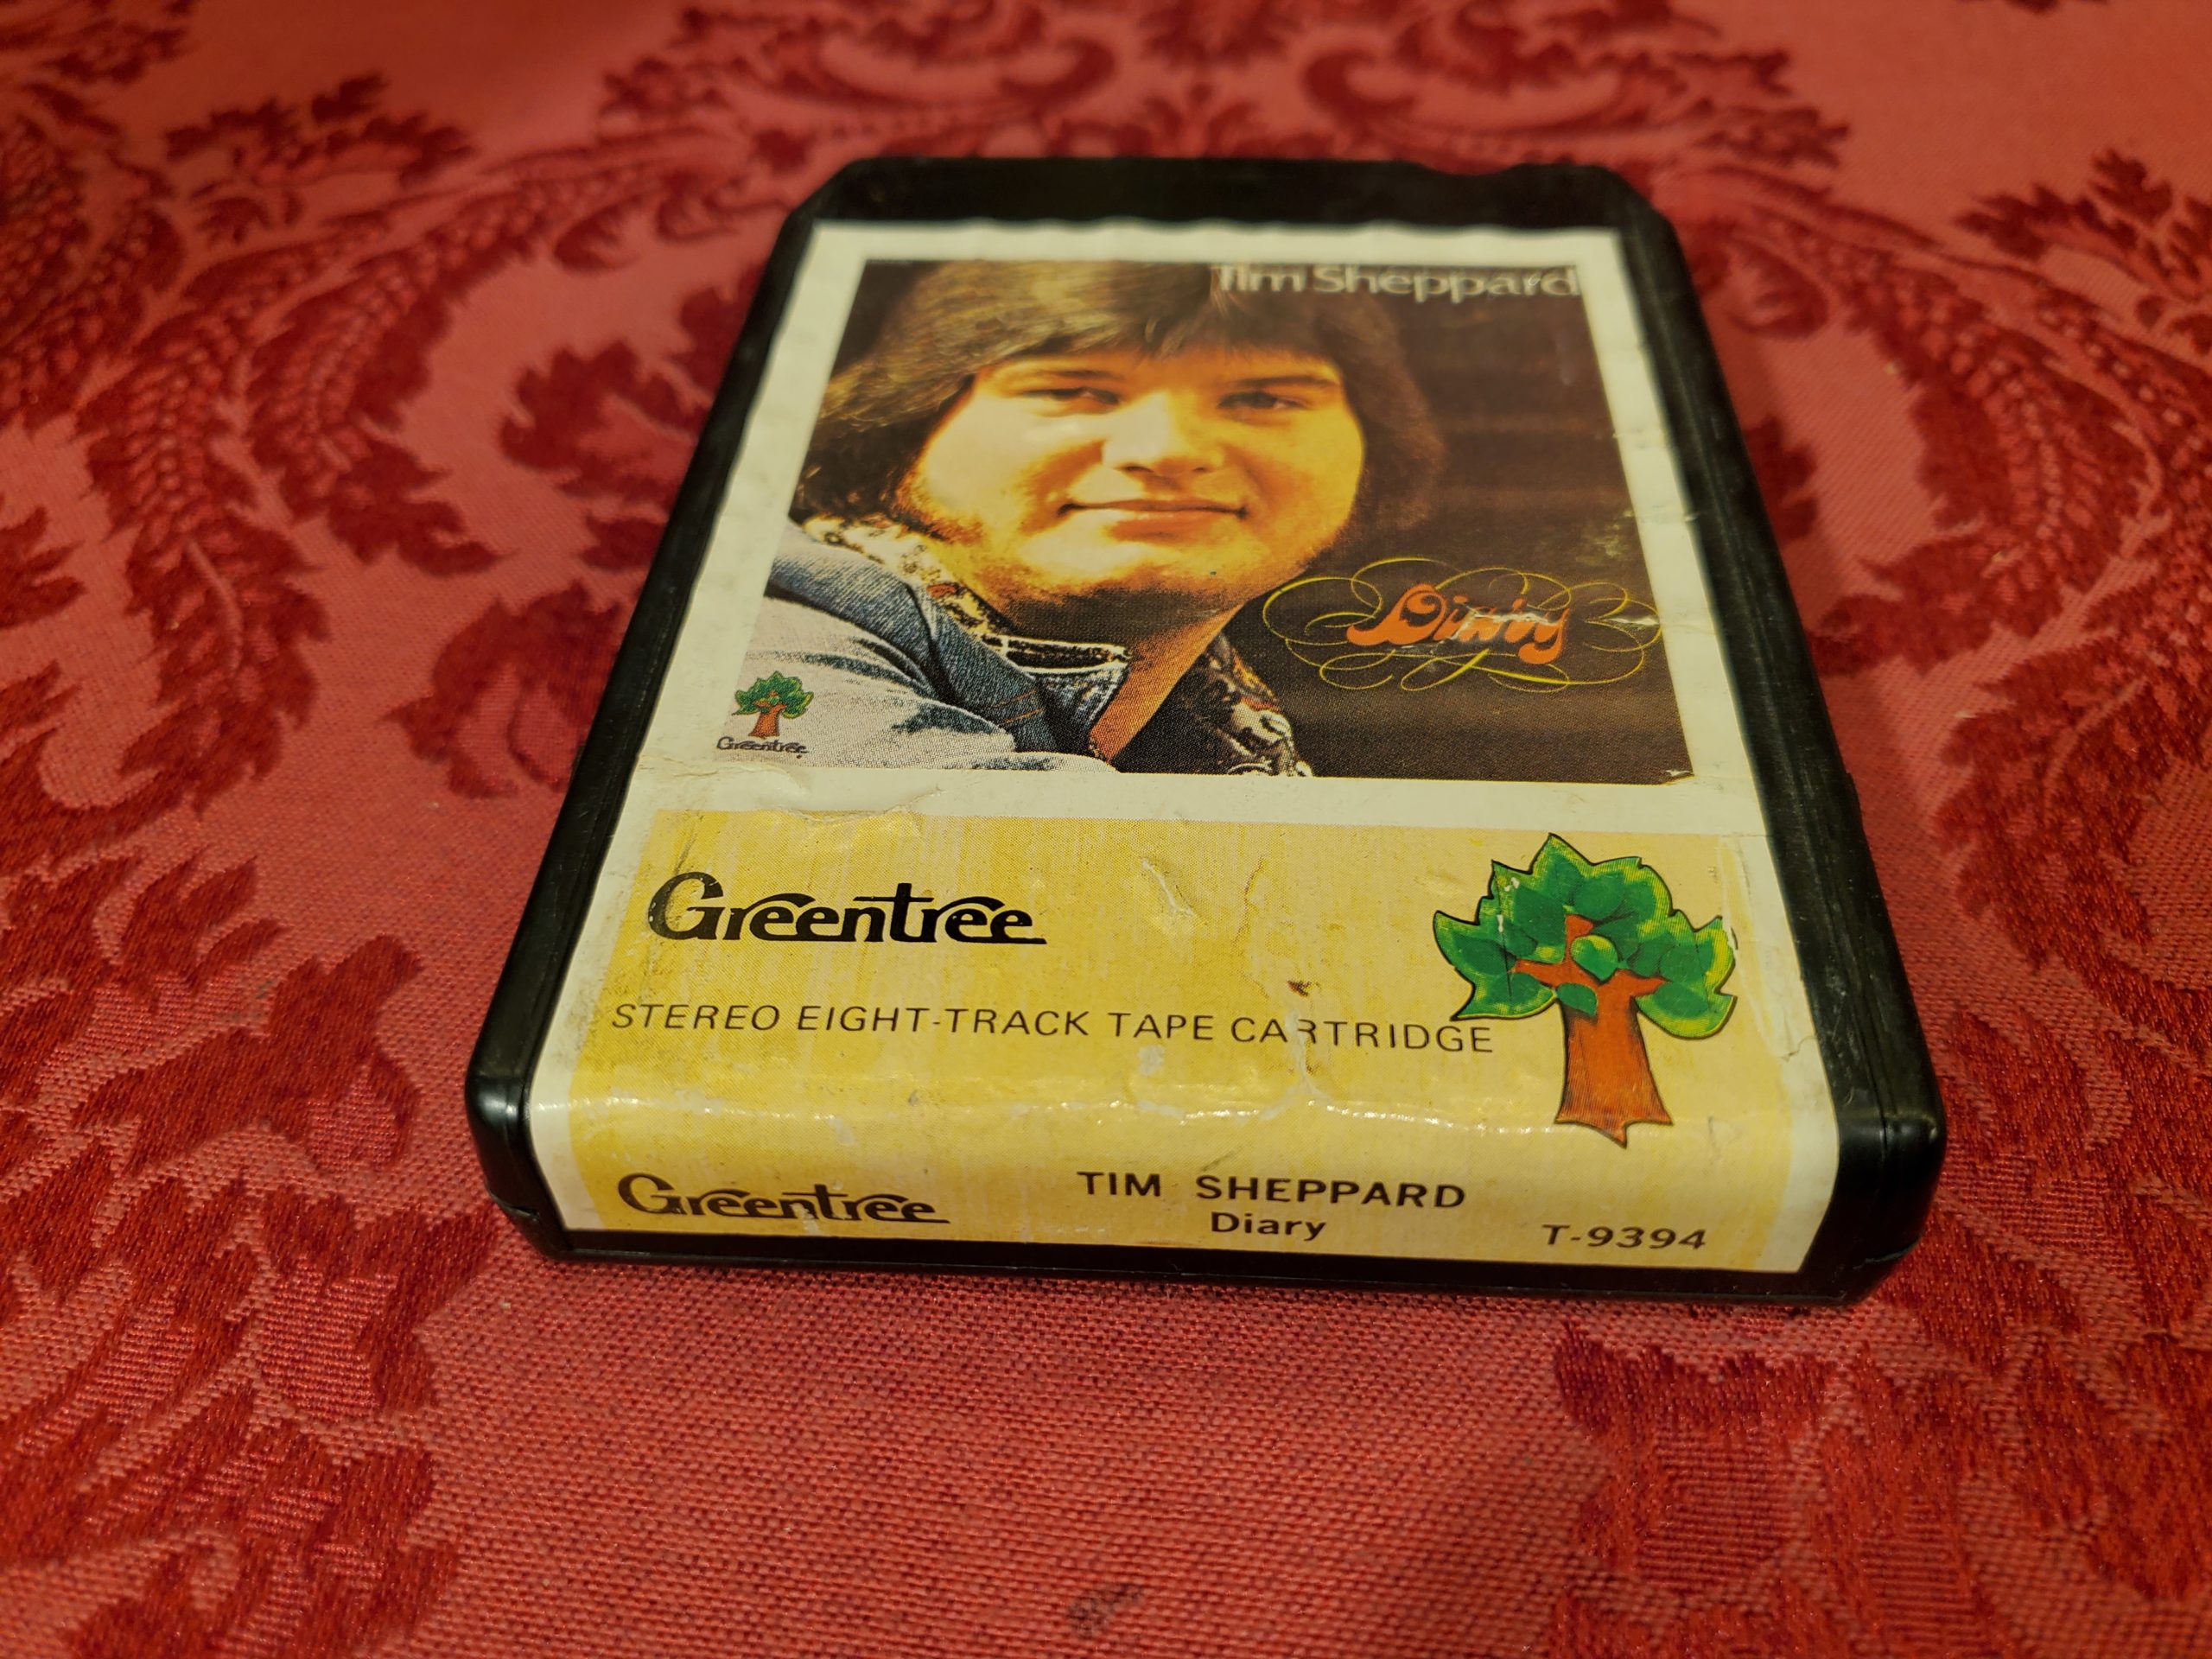 Tim Sheppard
Diary
Greentree
Greentree
STEREO EIGHT-TRACK TAPE CARTRIDGE
Greentree
TIM SHEPPARD
Diary
T-9394